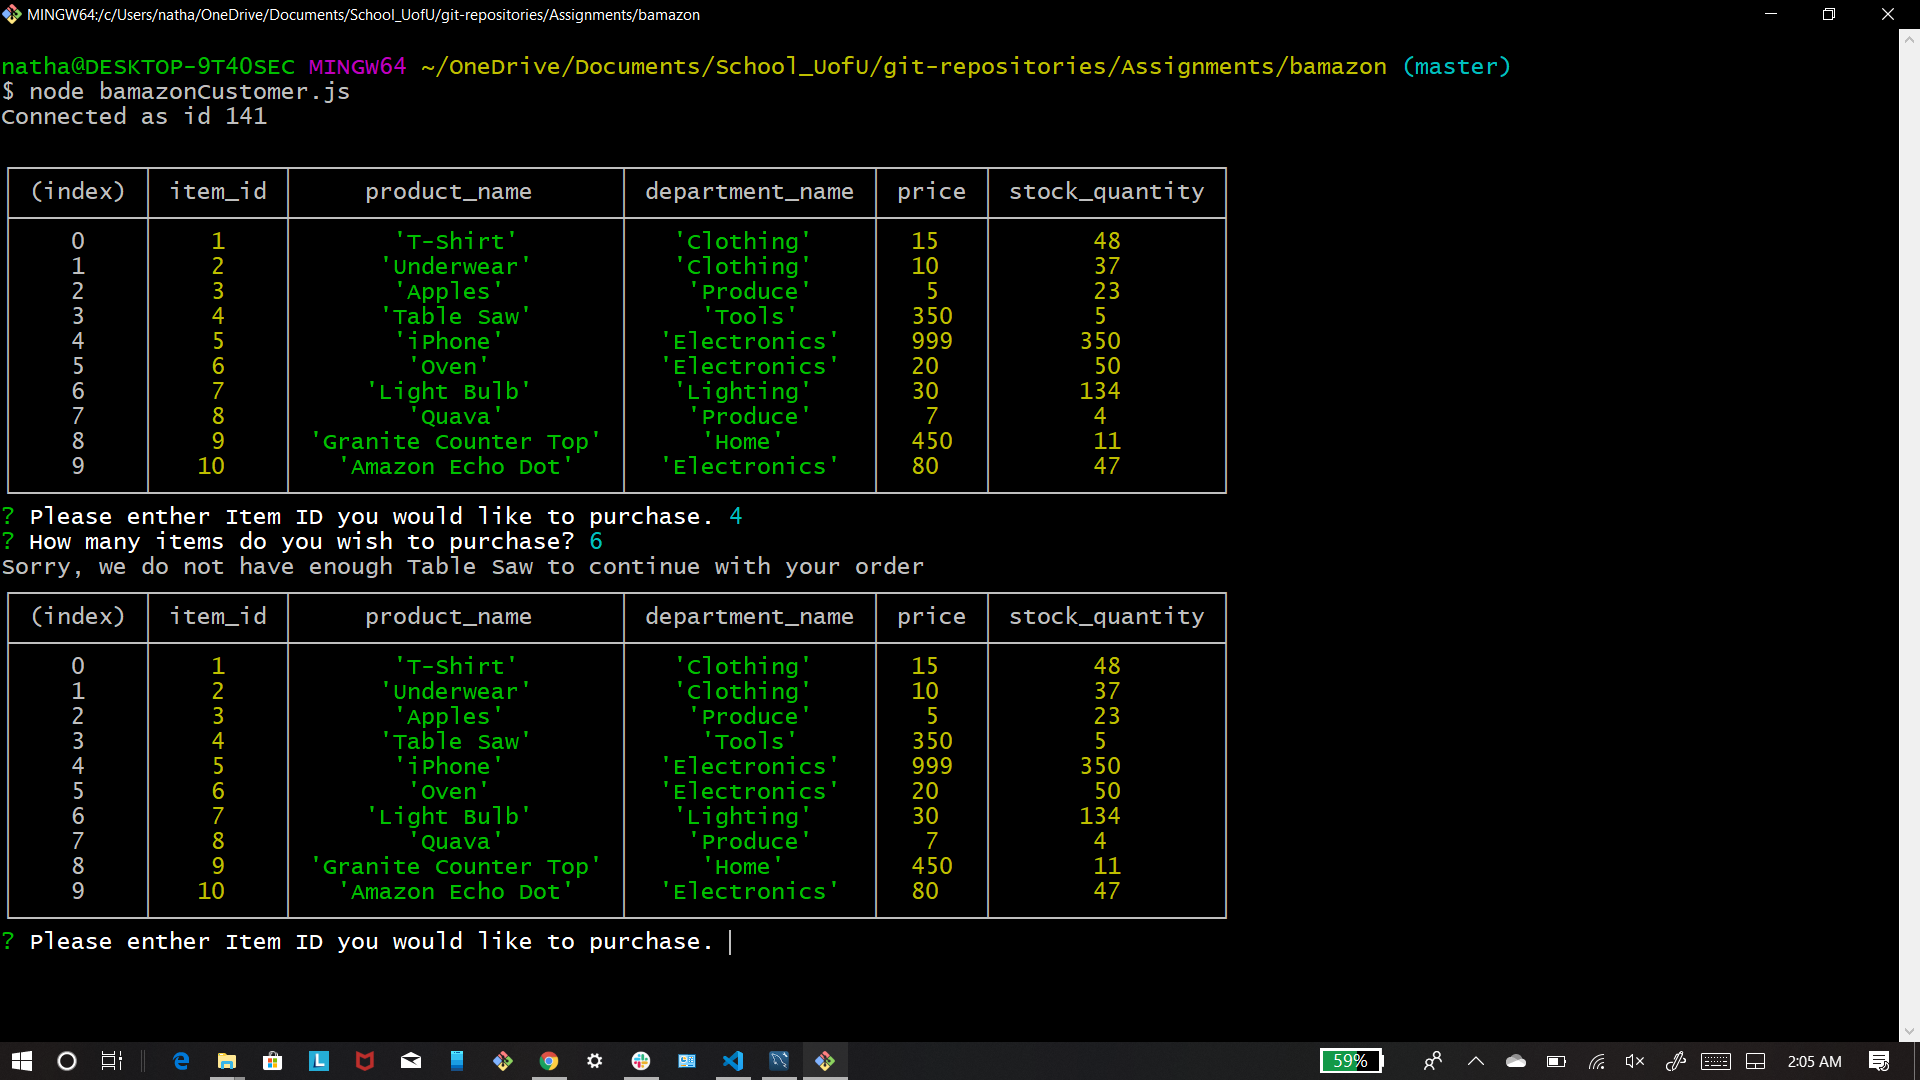 MINGW64:/c/Users/natha/OneDrive/Documents/School_UofU/git-repositories/Assignments/bamazon
natha@DESKTOP-9T40SEC MINGW64 ~/OneDrive/Documents/School_UofU/git-repositories/Assignments/bamazon (master)
$ node bamazonCustomer.js
Connected as id 141
(index) item_id product_name department_name price stock_quantity
0 1 'T-Shirt' 'Clothing' 15 48
1 2 'Underwear' 'Clothing' 10 37
2 3 'Apples' 'Produce' 5 23
3 4 'Table Saw' 'Tools' 350 5
4 5 'iPhone' 'Electronics' 999 350
5 6 'Oven' 'Electronics' 20 50
6 7 'Light Bulb' 'Lighting' 30 134
7 8 'Quava' 'Produce' 7 4
8 9 'Granite Counter Top' 'Home' 450 11
9 10 'Amazon Echo Dot' 'Electronics' 80 47
? Please enther Item ID you would like to purchase. 4
? How many items do you wish to purchase? 6
Sorry, we do not have enough Table Saw to continue with your order
(index) item_id product_name department_name price stock_quantity
0 1 'T-Shirt' 'Clothing' 15 48
1 2 'Underwear' 'Clothing' 10 37
2 3 'Apples' 'Produce' 5 23
3 4 'Table Saw' 'Tools' 350 5
4 5 'iPhone' 'Electronics' 999 350
5 6 'Oven' 'Electronics' 20 50
6 7 'Light Bulb' 'Lighting' 30 134
7 8 'Quava' 'Produce' 7 4
8 9 'Granite Counter Top' 'Home' 450 11
9 10 'Amazon Echo Dot' 'Electronics' 80 47
? Please enther Item ID you would like to purchase.
59% 2:05 AM